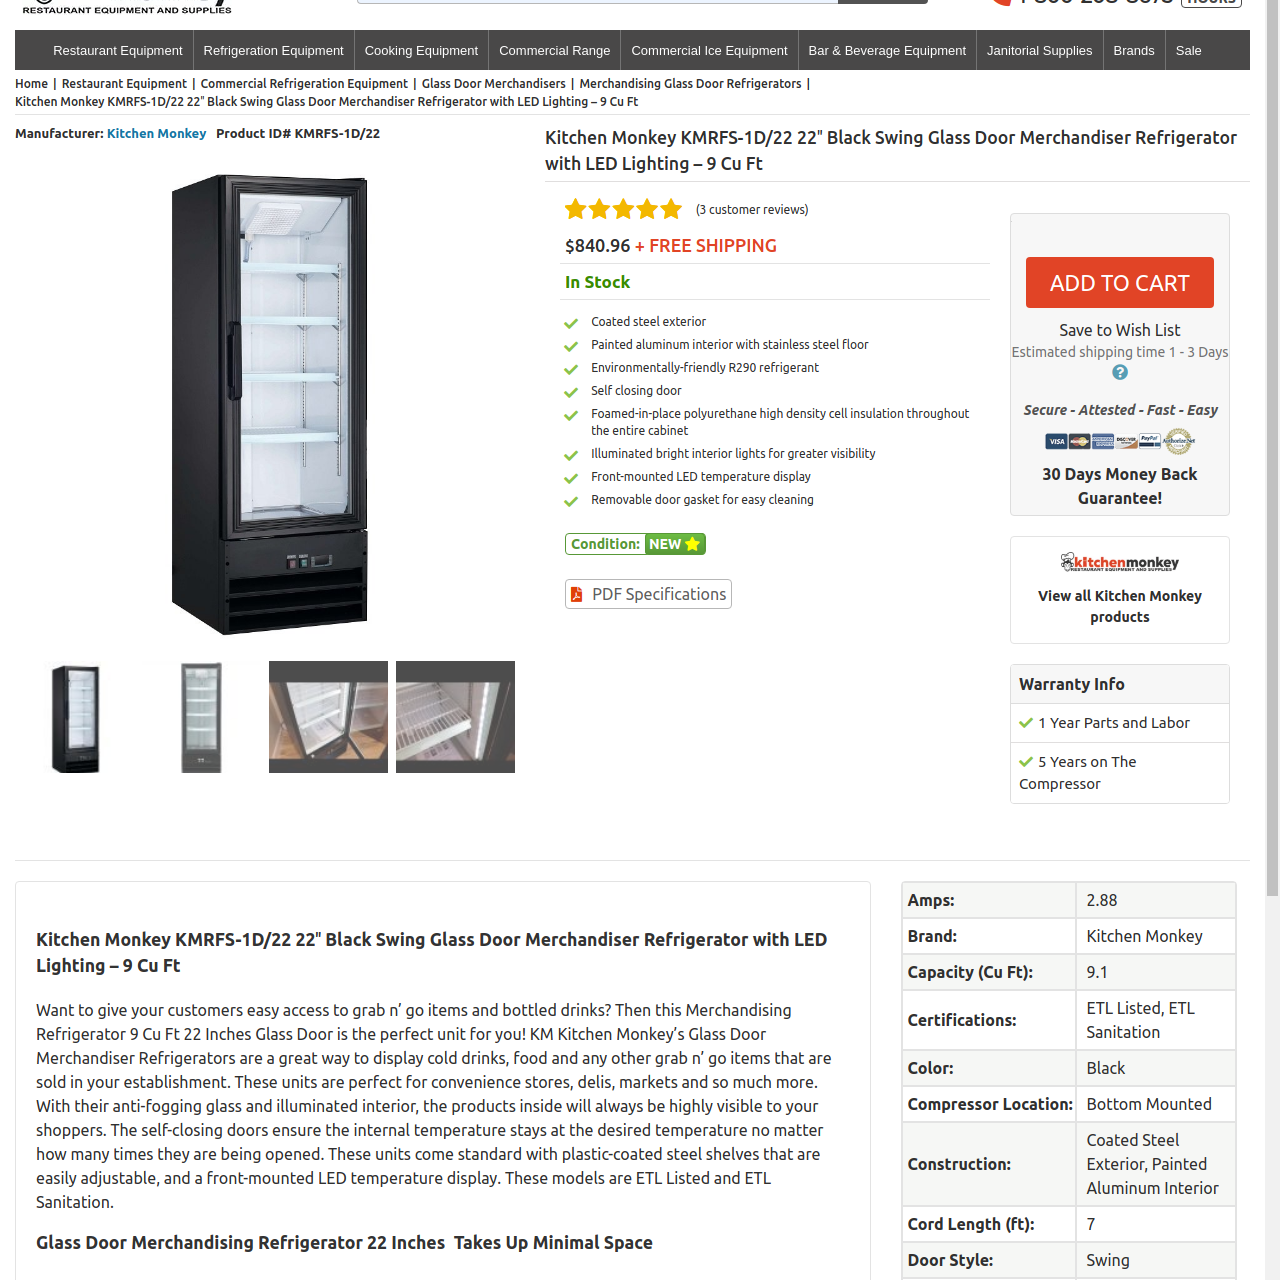 RESTAURANT EQUIPMENT AND SUPPLIES
Restaurant Equipment
Refrigeration Equipment
Cooking Equipment
Commercial Range
Commercial Ice Equipment
Bar & Beverage Equipment
Janitorial Supplies
Brands
Sale
Home | Restaurant Equipment | Commercial Refrigeration Equipment | Glass Door Merchandisers | Merchandising Glass Door Refrigerators |
Kitchen Monkey KMRFS-1D/22 22″ Black Swing Glass Door Merchandiser Refrigerator with LED Lighting – 9 Cu Ft
Manufacturer: Kitchen Monkey Product ID# KMRFS-1D/22
Kitchen Monkey KMRFS-1D/22 22″ Black Swing Glass Door Merchandiser Refrigerator
with LED Lighting – 9 Cu Ft
(3 customer reviews)
$840.96 + FREE SHIPPING
In Stock
Coated steel exterior
Painted aluminum interior with stainless steel floor
Environmentally-friendly R290 refrigerant
Self closing door
Foamed-in-place polyurethane high density cell insulation throughout
the entire cabinet
Illuminated bright interior lights for greater visibility
Front-mounted LED temperature display
Removable door gasket for easy cleaning
Condition: NEW
PDF Specifications
ADD TO CART
Save to Wish List
Estimated shipping time 1 - 3 Days
?
Secure - Attested - Fast - Easy
VISA
DISCOVER
PayPal
Authorize.Net
30 Days Money Back
Guarantee!
kitchenmonkey
RESTAURANT EQUIPMENT AND SUPPLIES
View all Kitchen Monkey
products
Warranty Info
1 Year Parts and Labor
5 Years on The
Compressor
Kitchen Monkey KMRFS-1D/22 22″ Black Swing Glass Door Merchandiser Refrigerator with LED
Lighting – 9 Cu Ft
Want to give your customers easy access to grab n’ go items and bottled drinks? Then this Merchandising
Refrigerator 9 Cu Ft 22 Inches Glass Door is the perfect unit for you! KM Kitchen Monkey’s Glass Door
Merchandiser Refrigerators are a great way to display cold drinks, food and any other grab n’ go items that are
sold in your establishment. These units are perfect for convenience stores, delis, markets and so much more.
With their anti-fogging glass and illuminated interior, the products inside will always be highly visible to your
shoppers. The self-closing doors ensure the internal temperature stays at the desired temperature no matter
how many times they are being opened. These units come standard with plastic-coated steel shelves that are
easily adjustable, and a front-mounted LED temperature display. These models are ETL Listed and ETL
Sanitation.
Glass Door Merchandising Refrigerator 22 Inches Takes Up Minimal Space
Amps: 2.88
Brand: Kitchen Monkey
Capacity (Cu Ft): 9.1
Certifications: ETL Listed, ETL
Sanitation
Color: Black
Compressor Location: Bottom Mounted
Construction: Coated Steel
Exterior, Painted
Aluminum Interior
Cord Length (ft): 7
Door Style: Swing